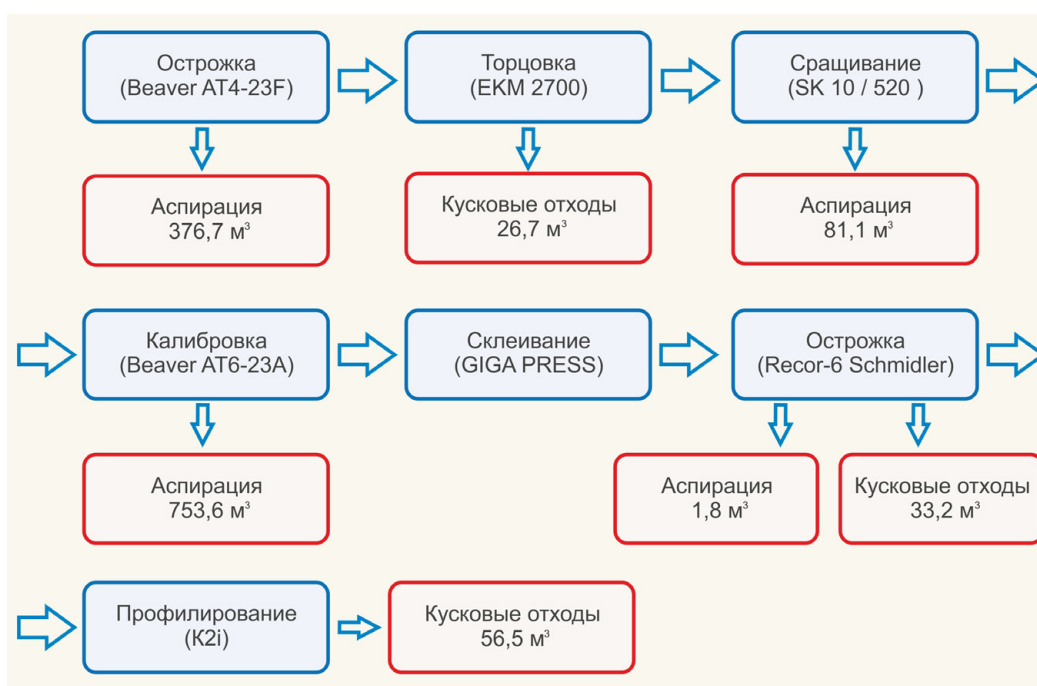 Острожка
(Beaver AT4-23F)
Торцовка
(EKM 2700)
Сращивание
(SK 10 / 520 )
Аспирация
376,7 м³
Кусковые отходы
26,7 м³
Аспирация
81,1 м³
Калибровка
(Beaver AT6-23A)
Склеивание
(GIGA PRESS)
Острожка
(Recor-6 Schmidler)
Аспирация
753,6 м³
Аспирация
1,8 м³
Кусковые отходы
33,2 м³
Профилирование
(K2i)
Кусковые отходы
56,5 м³